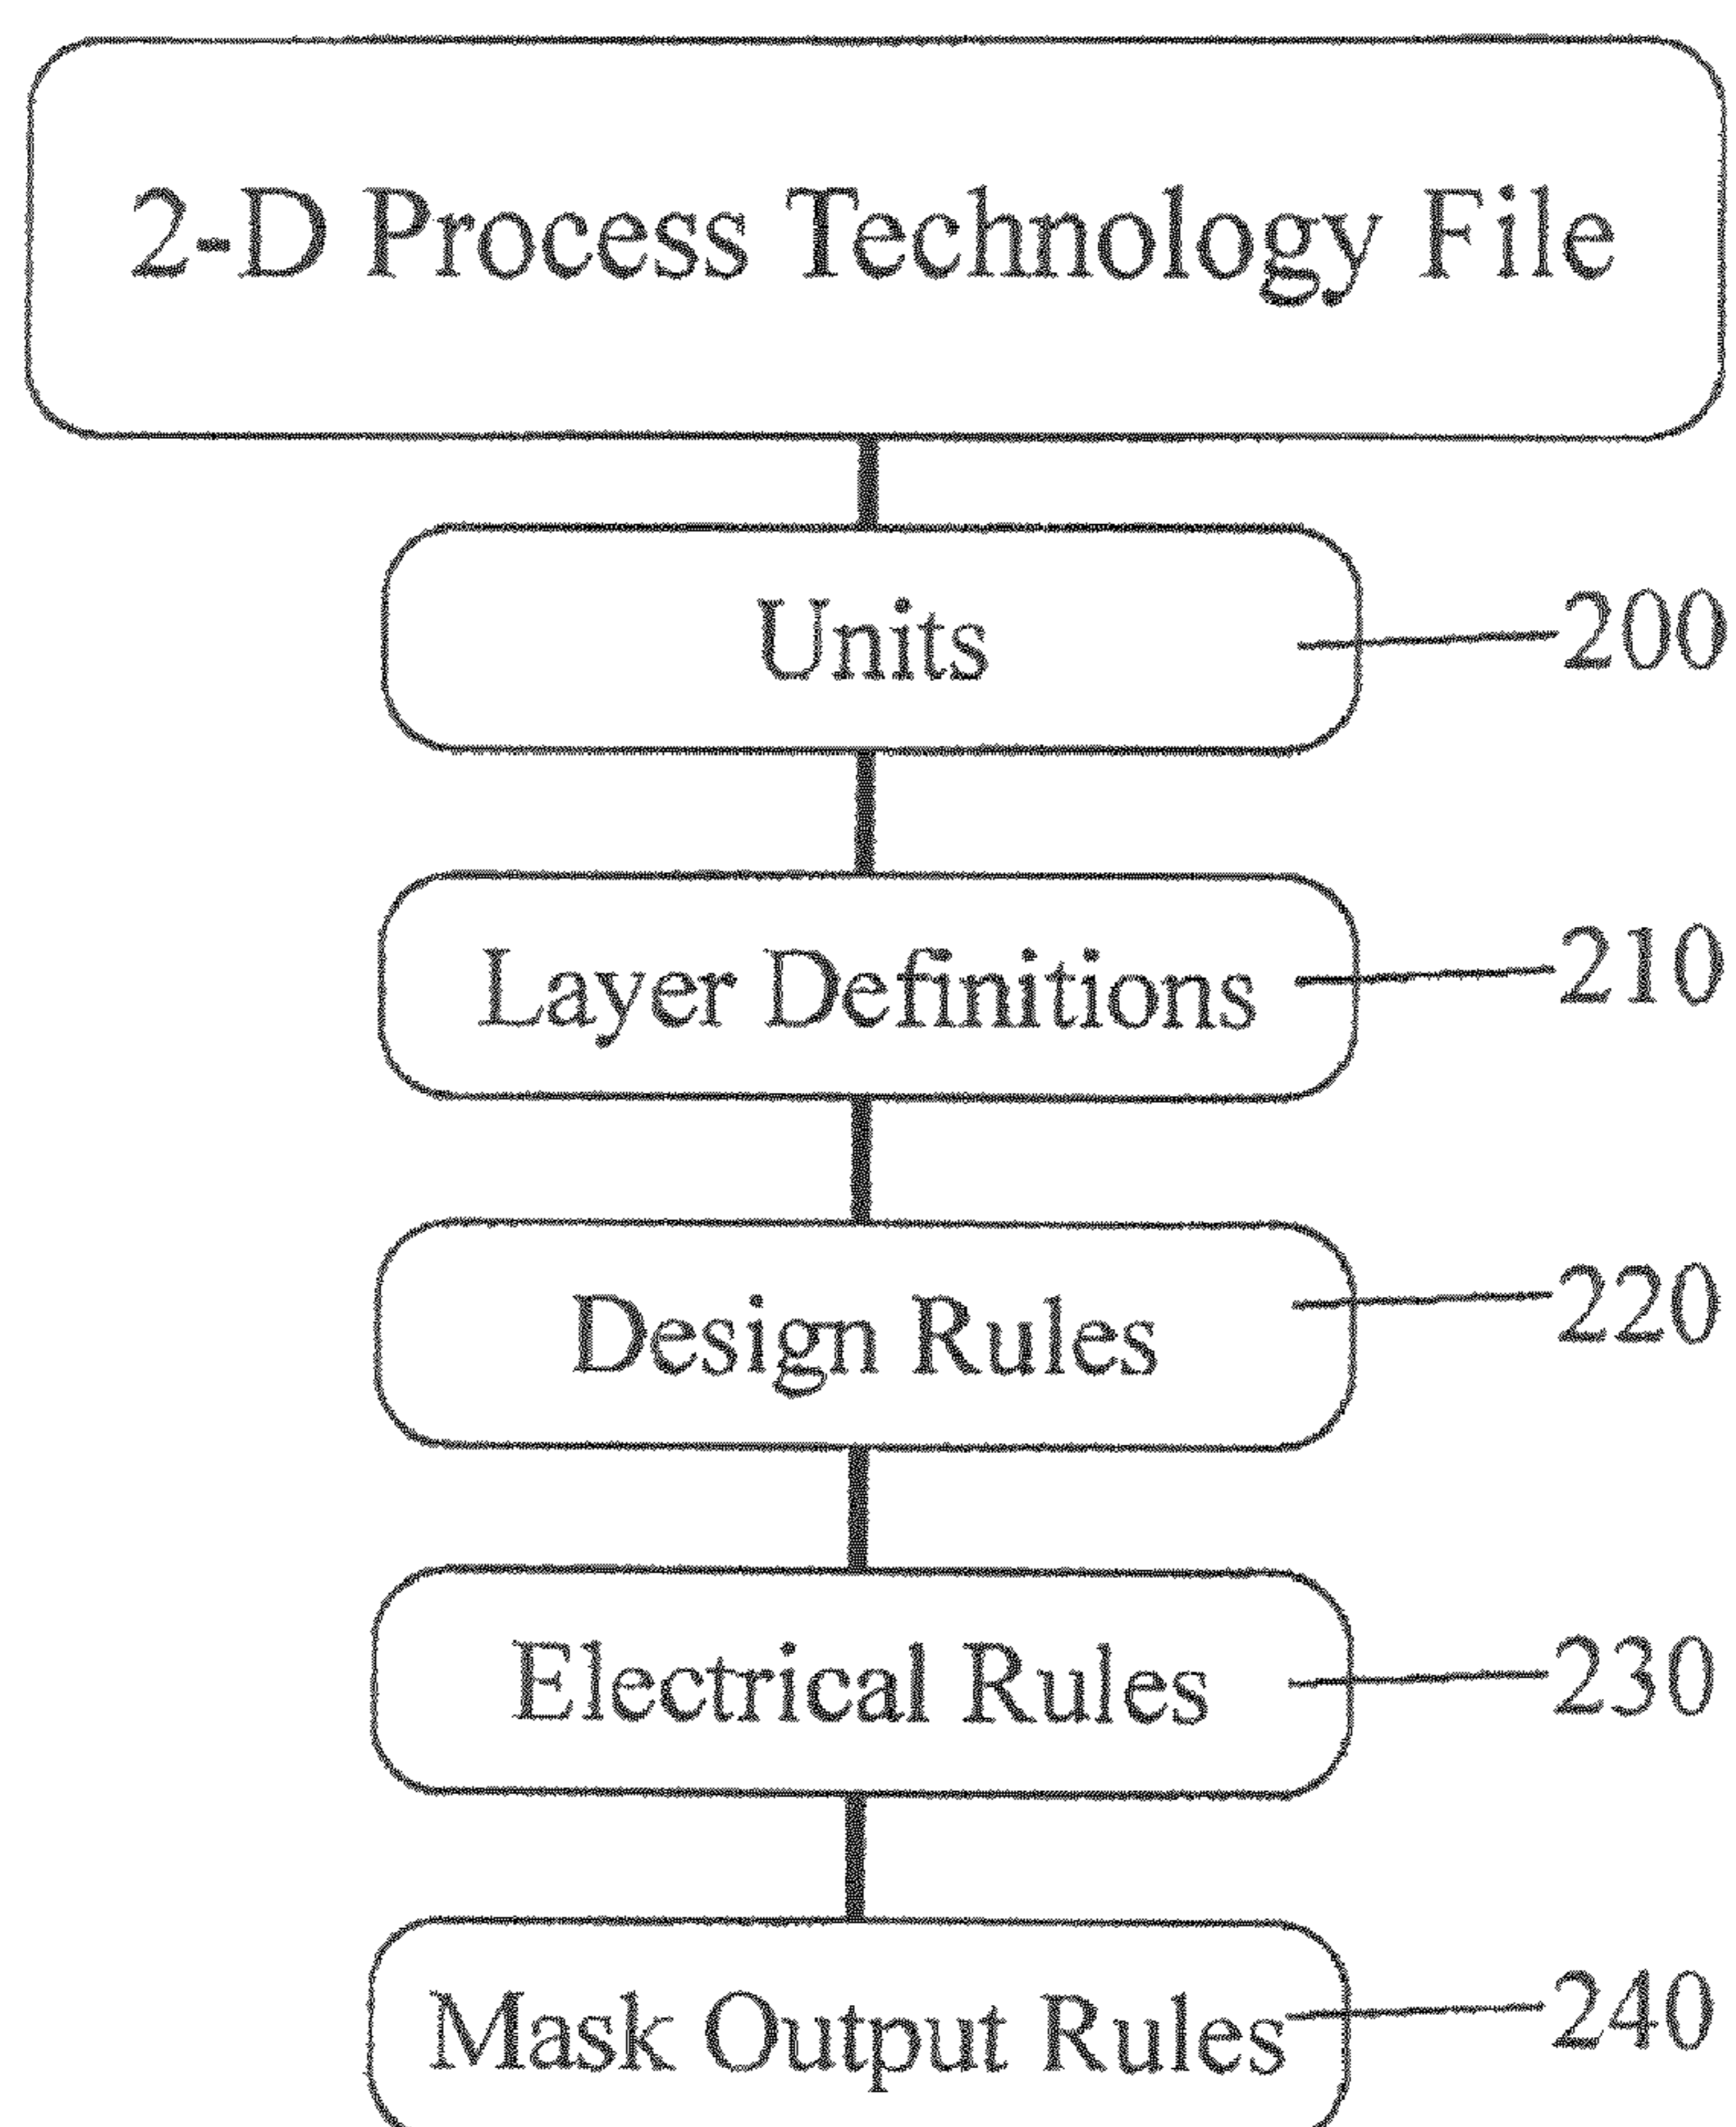 2-D Process Technology File
Units
200
Layer Definitions
210
Design Rules
220
Electrical Rules
230
Mask Output Rules
240